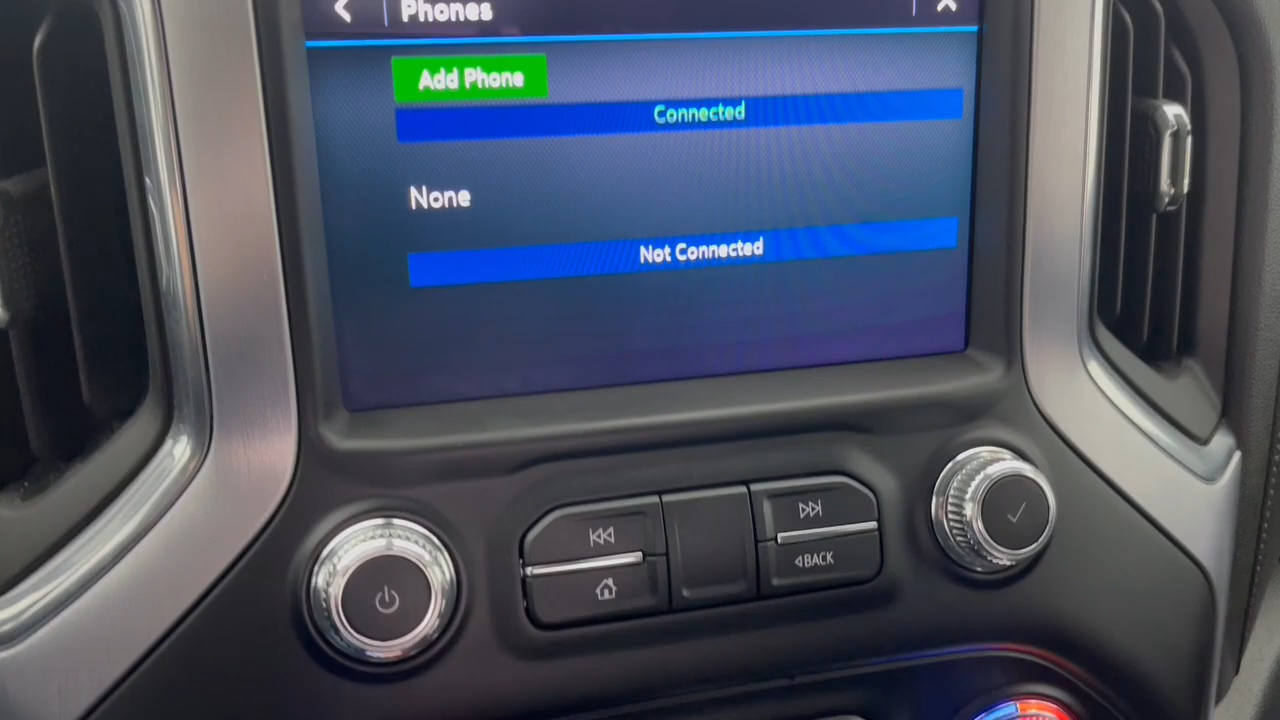 Phones
Add Phone
Connected
None
Not Connected
BACK